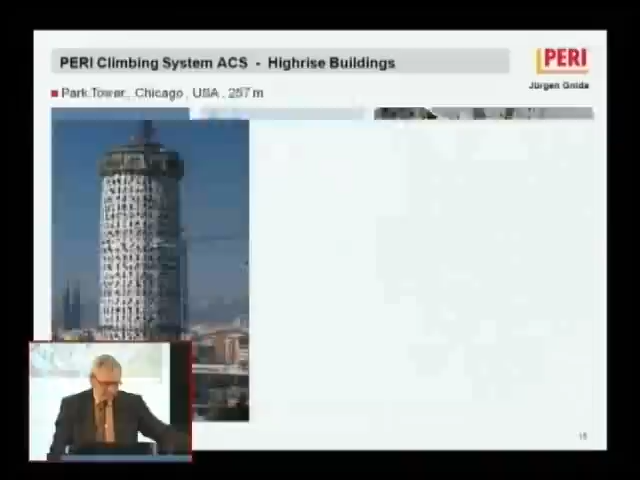 PERI Climbing System ACS - Highrise Buildings
PERI
Jürgen Gnida
Park Tower, Chicago, USA, 257 m